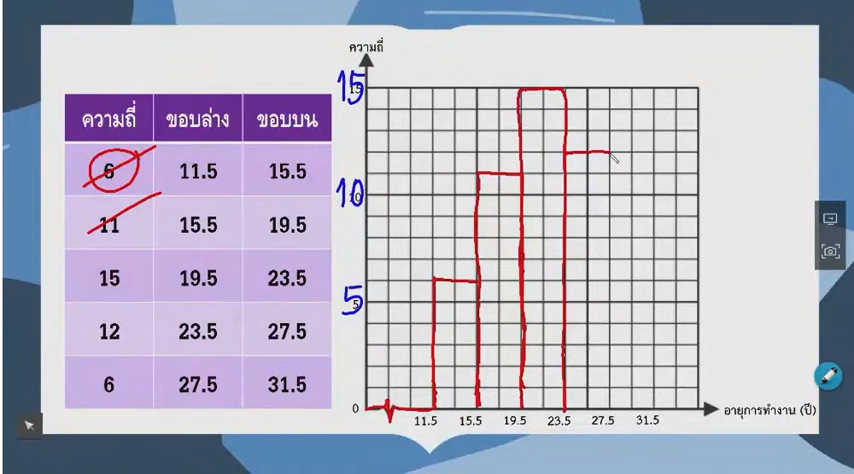 ความถี่ ขอบล่าง ขอบบน
6 11.5 15.5
11 15.5 19.5
15 19.5 23.5
12 23.5 27.5
6 27.5 31.5
ความถี่
15
10
5
0
11.5 15.5 19.5 23.5 27.5 31.5
อายุการทำงาน (ปี)